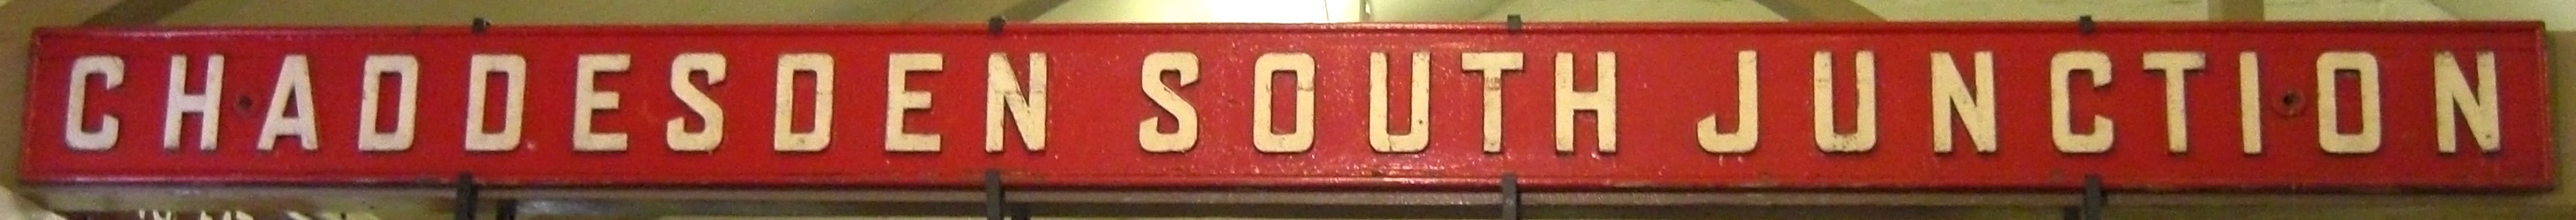 CHADDESDEN SOUTH JUNCTION